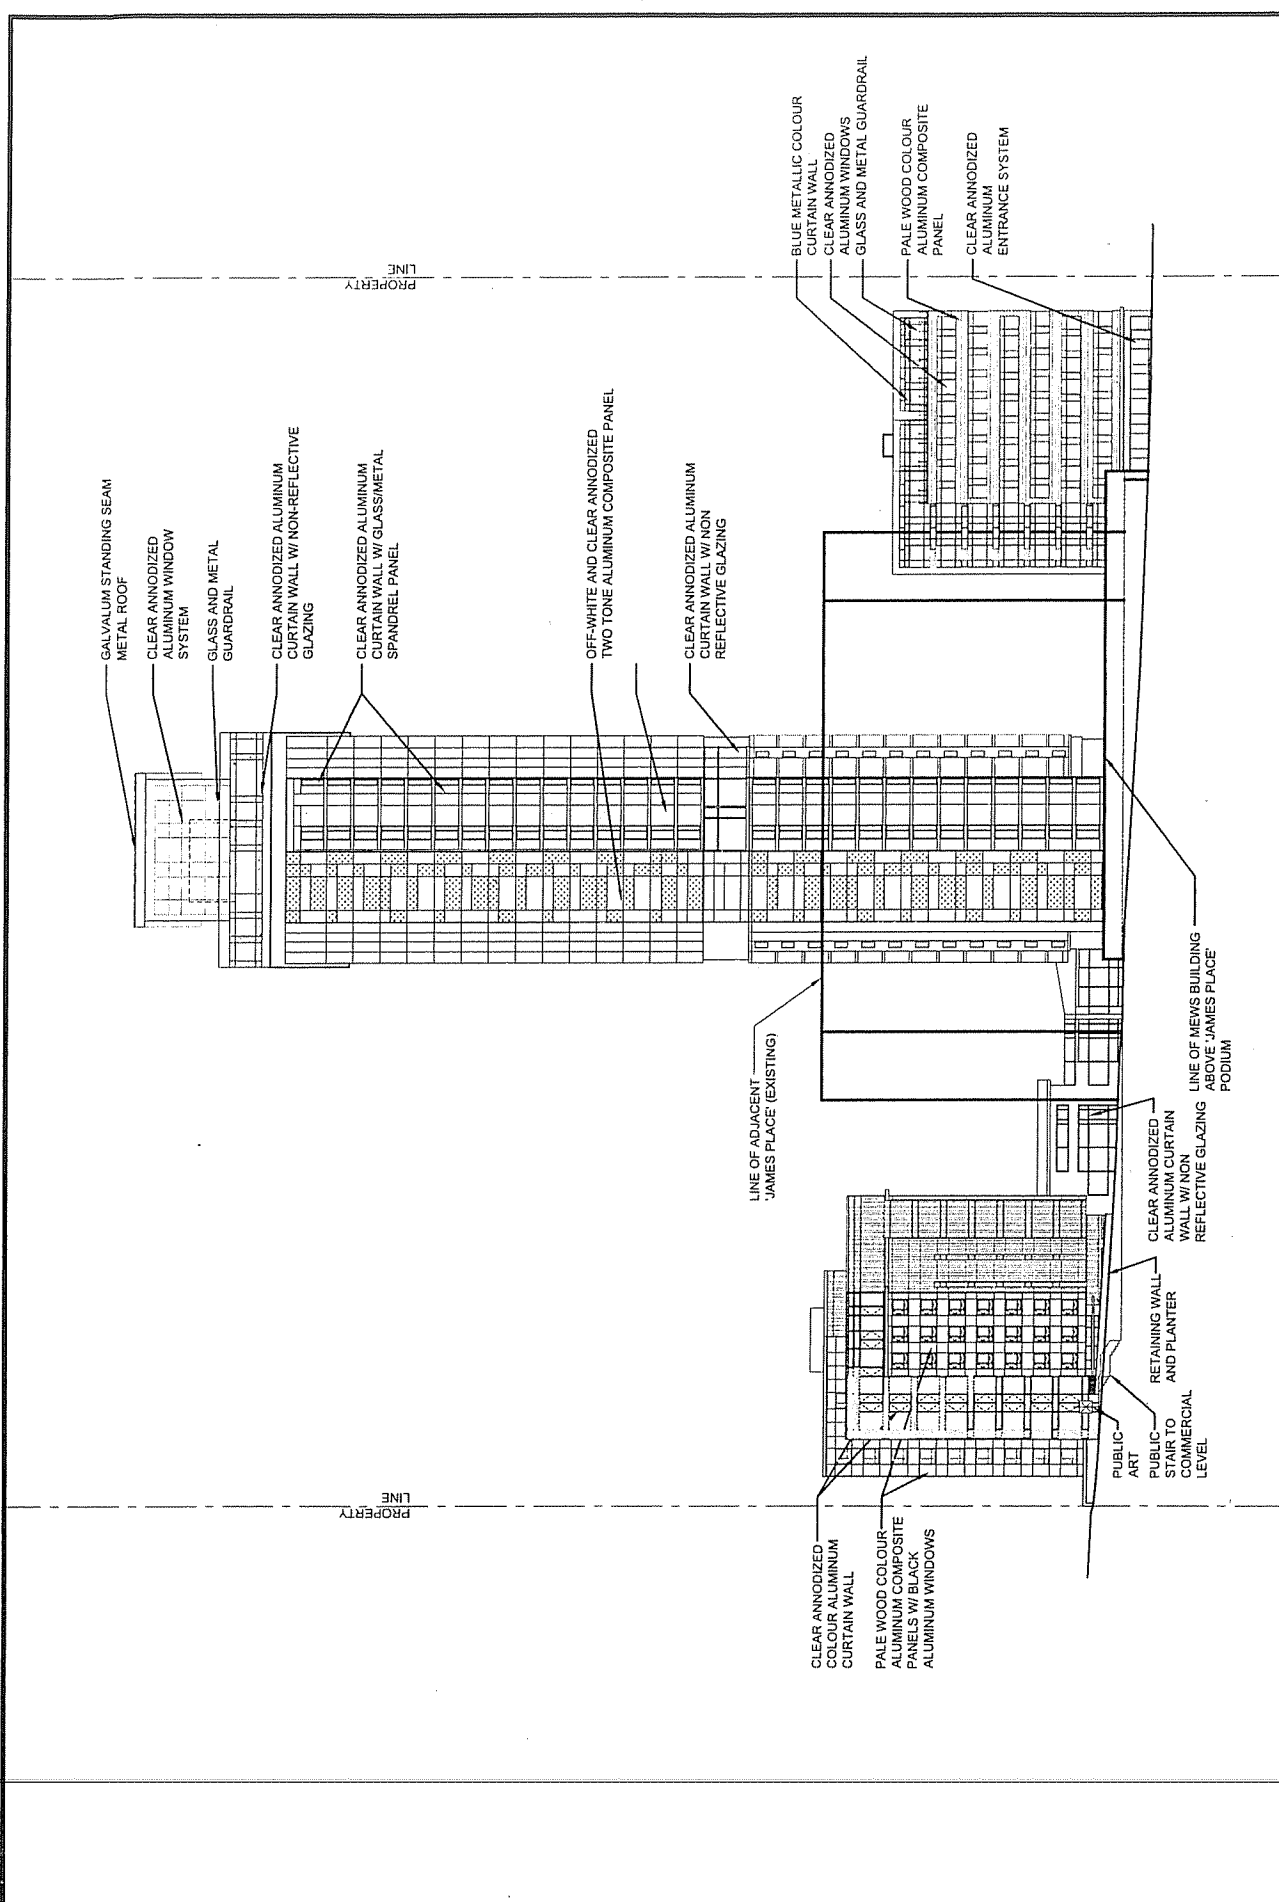 GALVALUM STANDING SEAM
METAL ROOF
CLEAR ANNODIZED
ALUMINUM WINDOW
SYSTEM
GLASS AND METAL
GUARDRAIL
CLEAR ANNODIZED ALUMINUM
CURTAIN WALL W/ NON-REFLECTIVE
GLAZING
CLEAR ANNODIZED ALUMINUM
CURTAIN WALL W/ GLASS/METAL
SPANDREL PANEL
OFF-WHITE AND CLEAR ANNODIZED
TWO TONE ALUMINUM COMPOSITE PANEL
CLEAR ANNODIZED ALUMINUM
CURTAIN WALL W/ NON
REFLECTIVE GLAZING
BLUE METALLIC COLOUR
CURTAIN WALL
CLEAR ANNODIZED
ALUMINUM WINDOWS
GLASS AND METAL GUARDRAIL
PALE WOOD COLOUR
ALUMINUM COMPOSITE
PANEL
CLEAR ANNODIZED
ALUMINUM
ENTRANCE SYSTEM
PROPERTY
LINE
PROPERTY
LINE
LINE OF ADJACENT
'JAMES PLACE' (EXISTING)
CLEAR ANNODIZED
COLOUR ALUMINUM
CURTAIN WALL
PALE WOOD COLOUR
ALUMINUM COMPOSITE
PANELS W/ BLACK
ALUMINUM WINDOWS
PUBLIC
ART
PUBLIC
STAIR TO
COMMERCIAL
LEVEL
RETAINING WALL
AND PLANTER
CLEAR ANNODIZED
ALUMINUM CURTAIN
WALL W/ NON
REFLECTIVE GLAZING
LINE OF MEWS BUILDING
ABOVE 'JAMES PLACE'
PODIUM